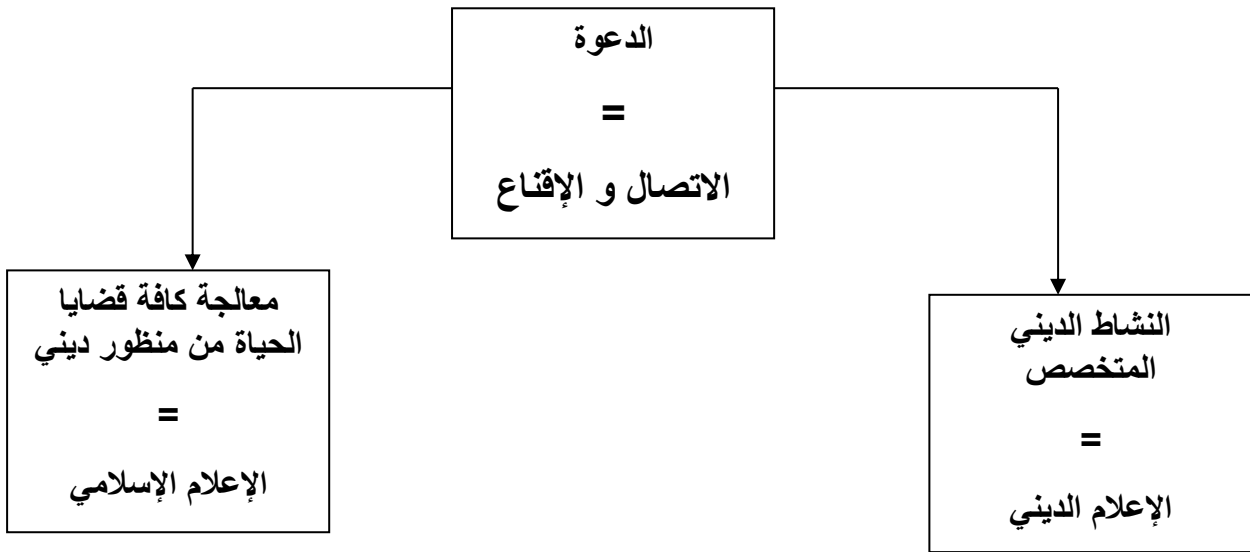 الدعوة
=
الاتصال و الإقناع
النشاط الديني
المتخصص
=
الإعلام الديني
معالجة كافة قضايا
الحياة من منظور ديني
=
الإعلام الإسلامي